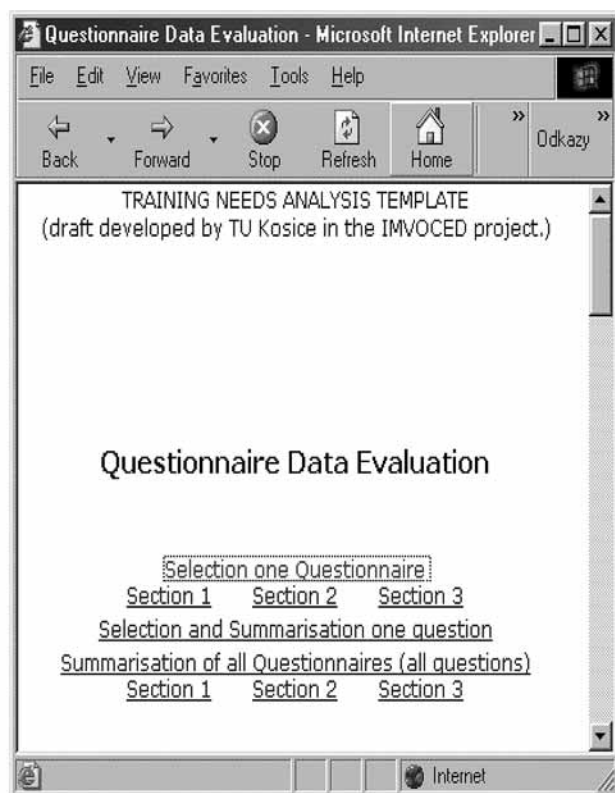 Questionnaire Data Evaluation - Microsoft Internet Explorer
File Edit View Favorites Tools Help
Back Forward Stop Refresh Home » Odkazy »
TRAINING NEEDS ANALYSIS TEMPLATE
(draft developed by TU Kosice in the IMVOCED project.)
Questionnaire Data Evaluation
Selection one Questionnaire
Section 1 Section 2 Section 3
Selection and Summarisation one question
Summarisation of all Questionnaires (all questions)
Section 1 Section 2 Section 3
Internet